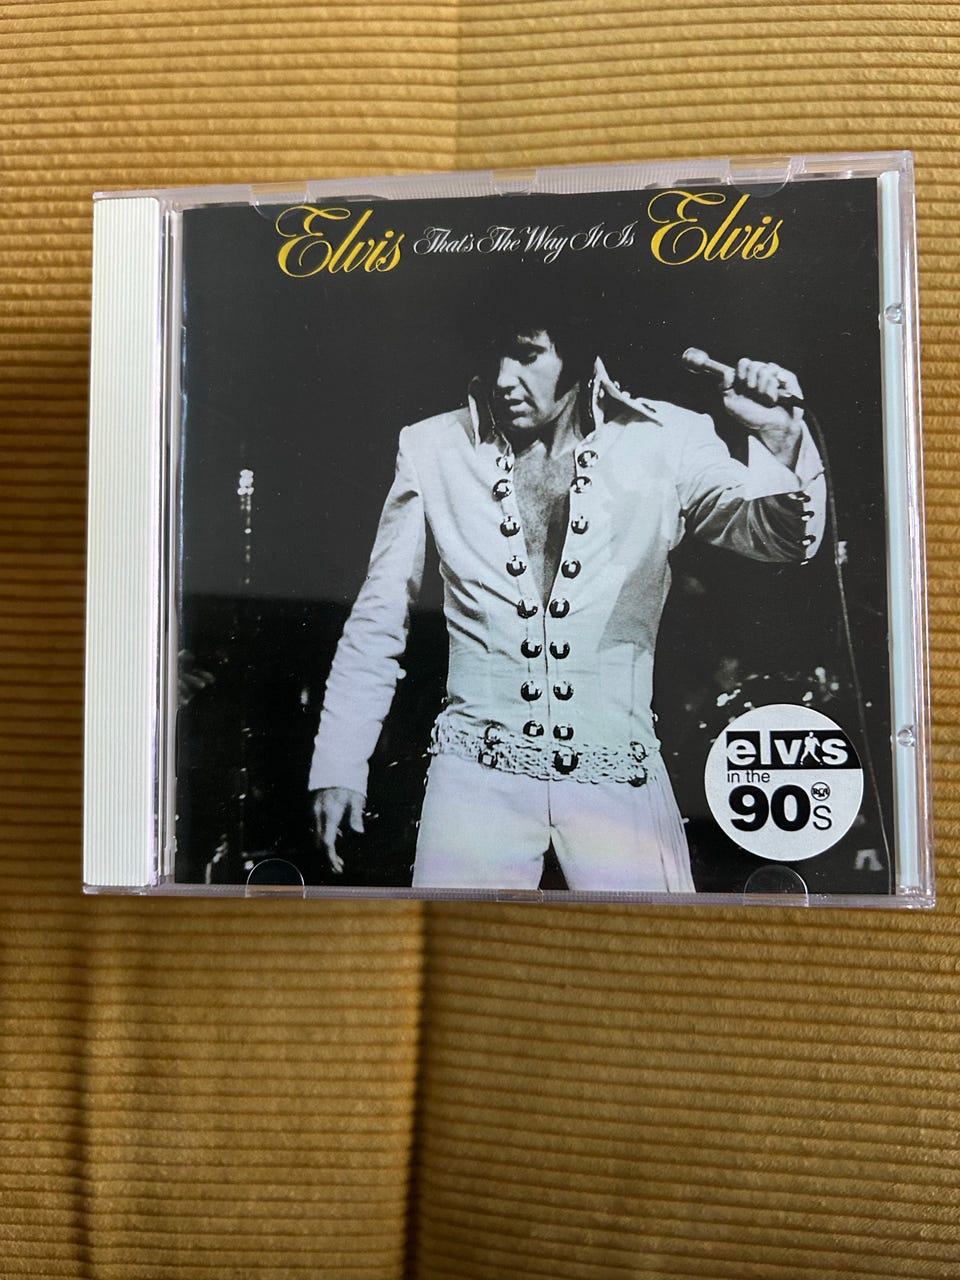 Elvis That's The Way It Is Elvis
elvis
in the
90s
RCA